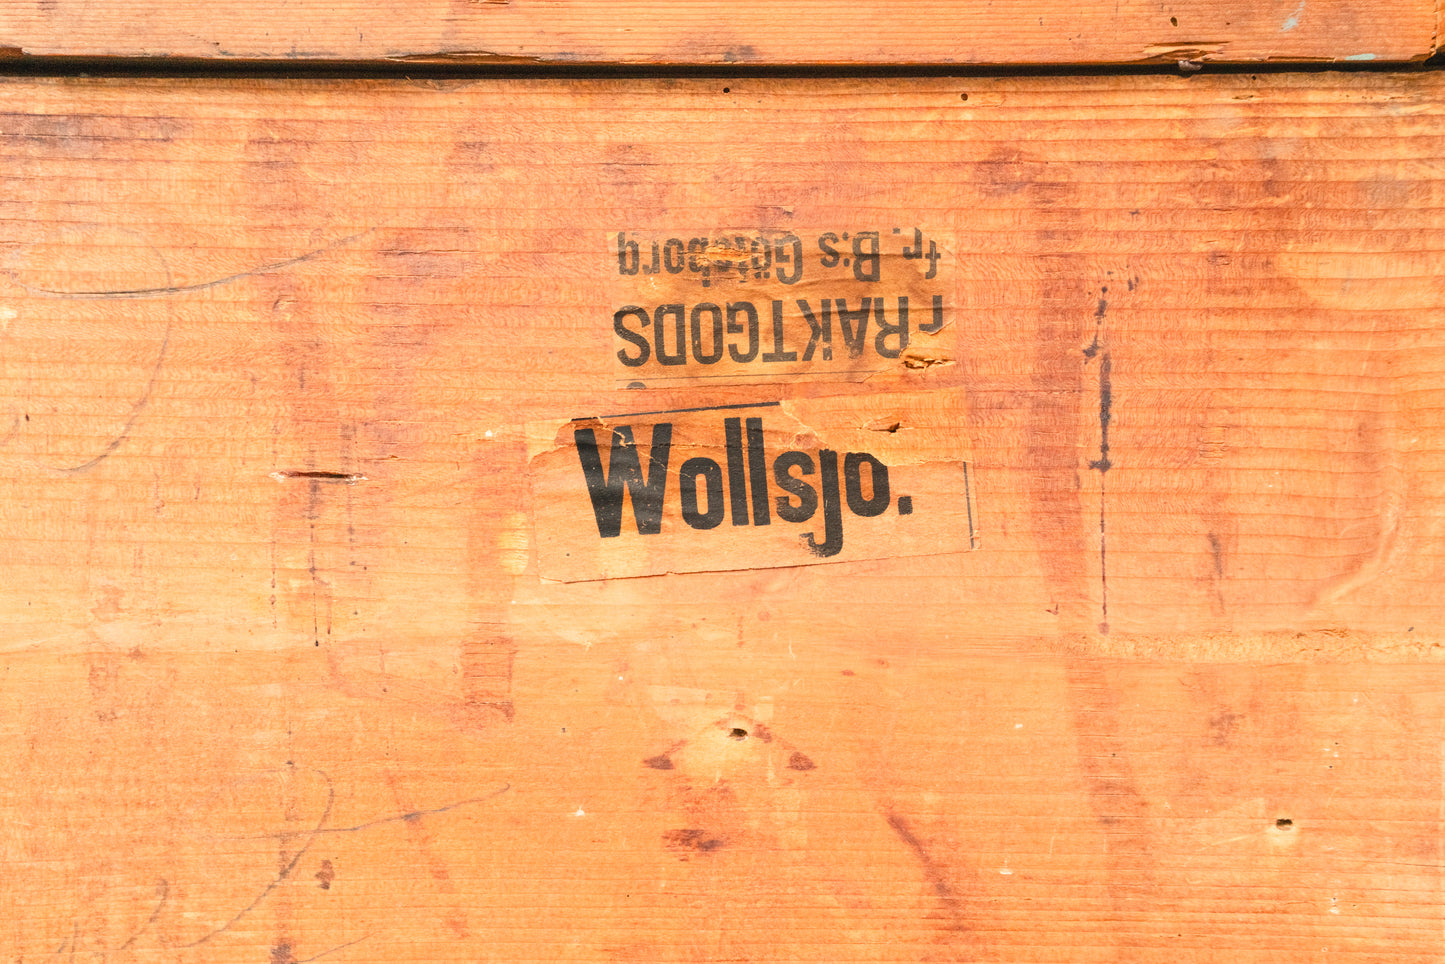 FRAKTGODS
fr. B:s Göteborg
Wollsjo.